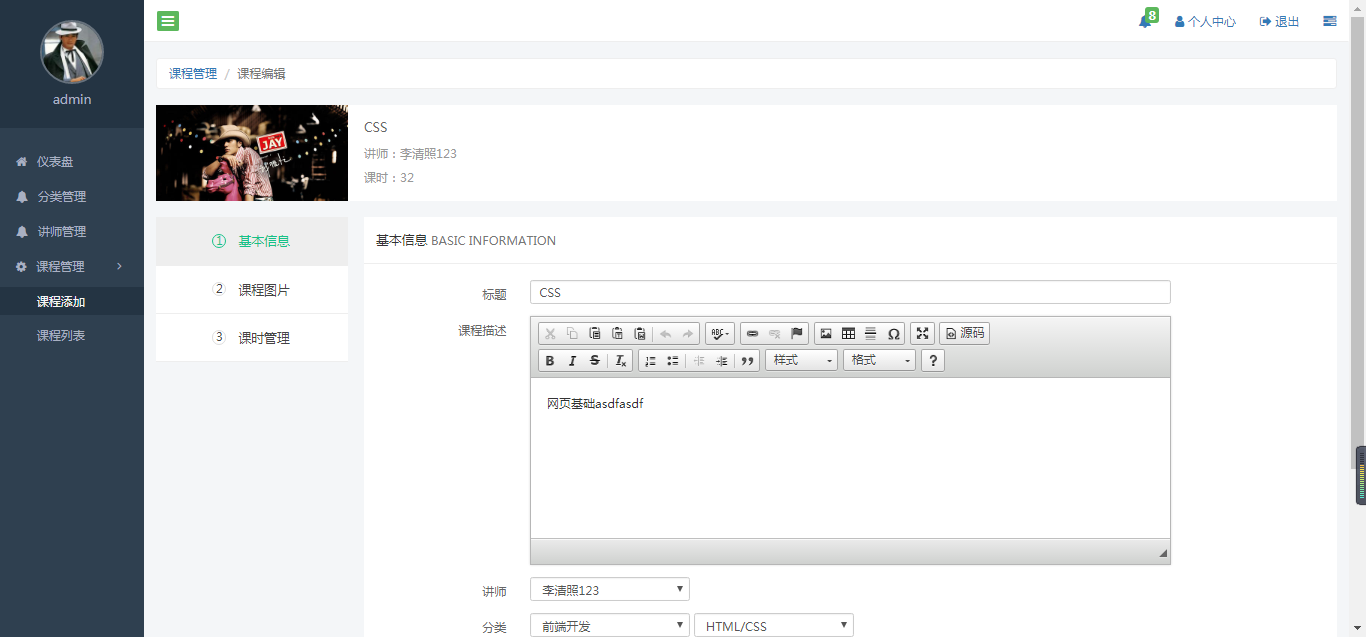 8 个人中心 退出
admin
课程管理 / 课程编辑
仪表盘
分类管理
讲师管理
课程管理
课程添加
课程列表
JAY
CSS
讲师：李清照123
课时：32
1 基本信息
2 课程图片
3 课时管理
基本信息 BASIC INFORMATION
标题 CSS
课程描述
ABC 源码
B I S Ix 样式 格式 ?
网页基础asdfasdf
讲师 李清照123
分类 前端开发 HTML/CSS